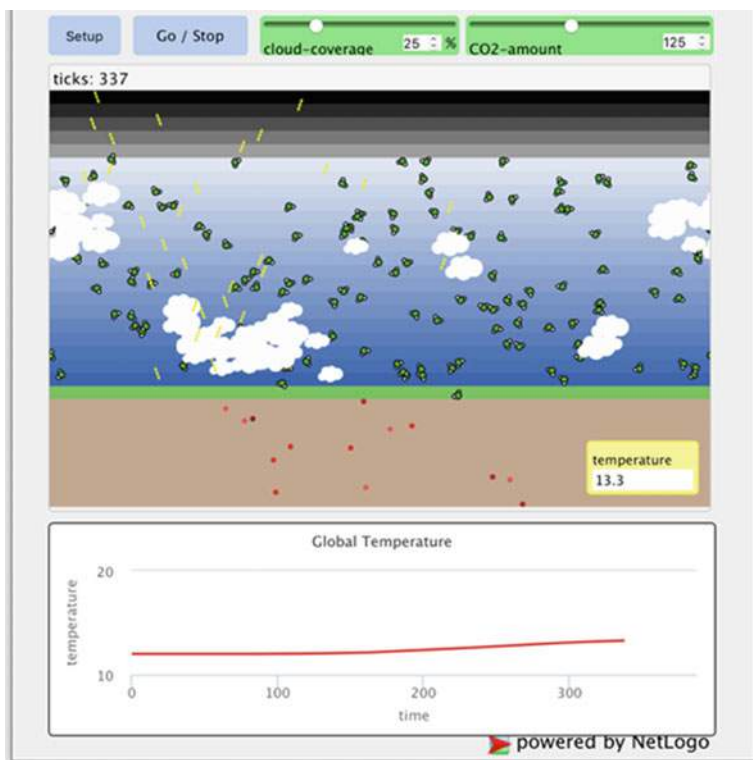 Setup
Go / Stop
cloud-coverage 25 %
CO2-amount 125
ticks: 337
temperature
13.3
Global Temperature
temperature
20
10
0 100 200 300
time
powered by NetLogo